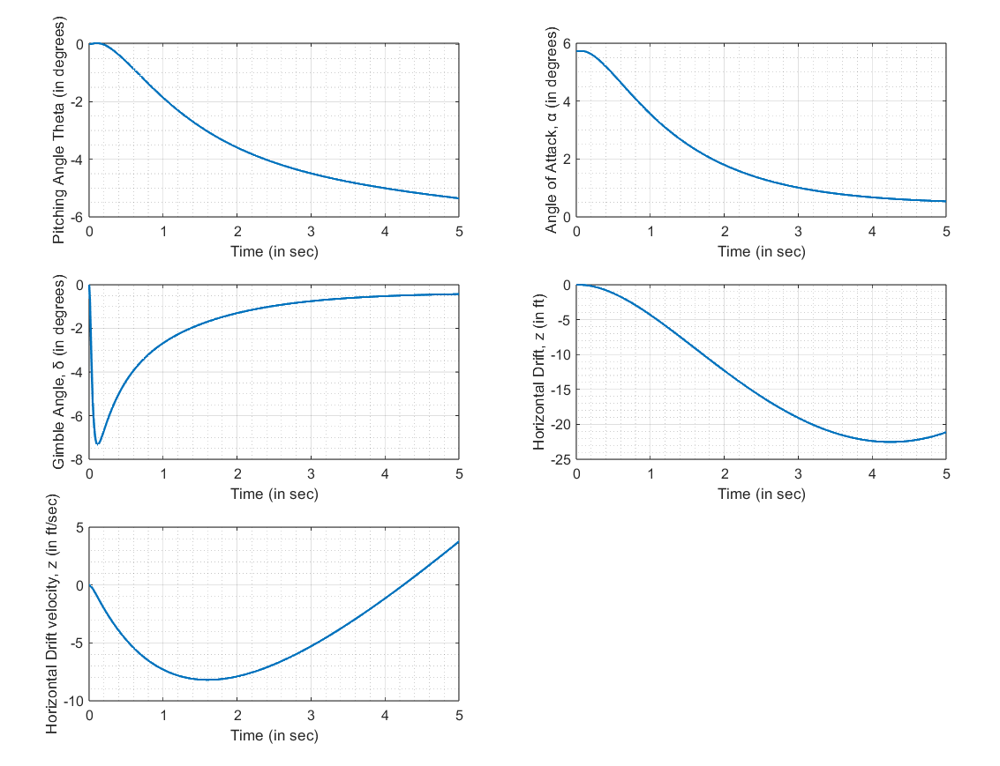 Pitching Angle Theta (in degrees)
0
-2
-4
-6
0 1 2 3 4 5
Time (in sec)
Angle of Attack, α (in degrees)
6
4
2
0
0 1 2 3 4 5
Time (in sec)
Gimble Angle, δ (in degrees)
0
-2
-4
-6
-8
0 1 2 3 4 5
Time (in sec)
Horizontal Drift, z (in ft)
0
-5
-10
-15
-20
-25
0 1 2 3 4 5
Time (in sec)
Horizontal Drift velocity, z (in ft/sec)
5
0
-5
-10
0 1 2 3 4 5
Time (in sec)